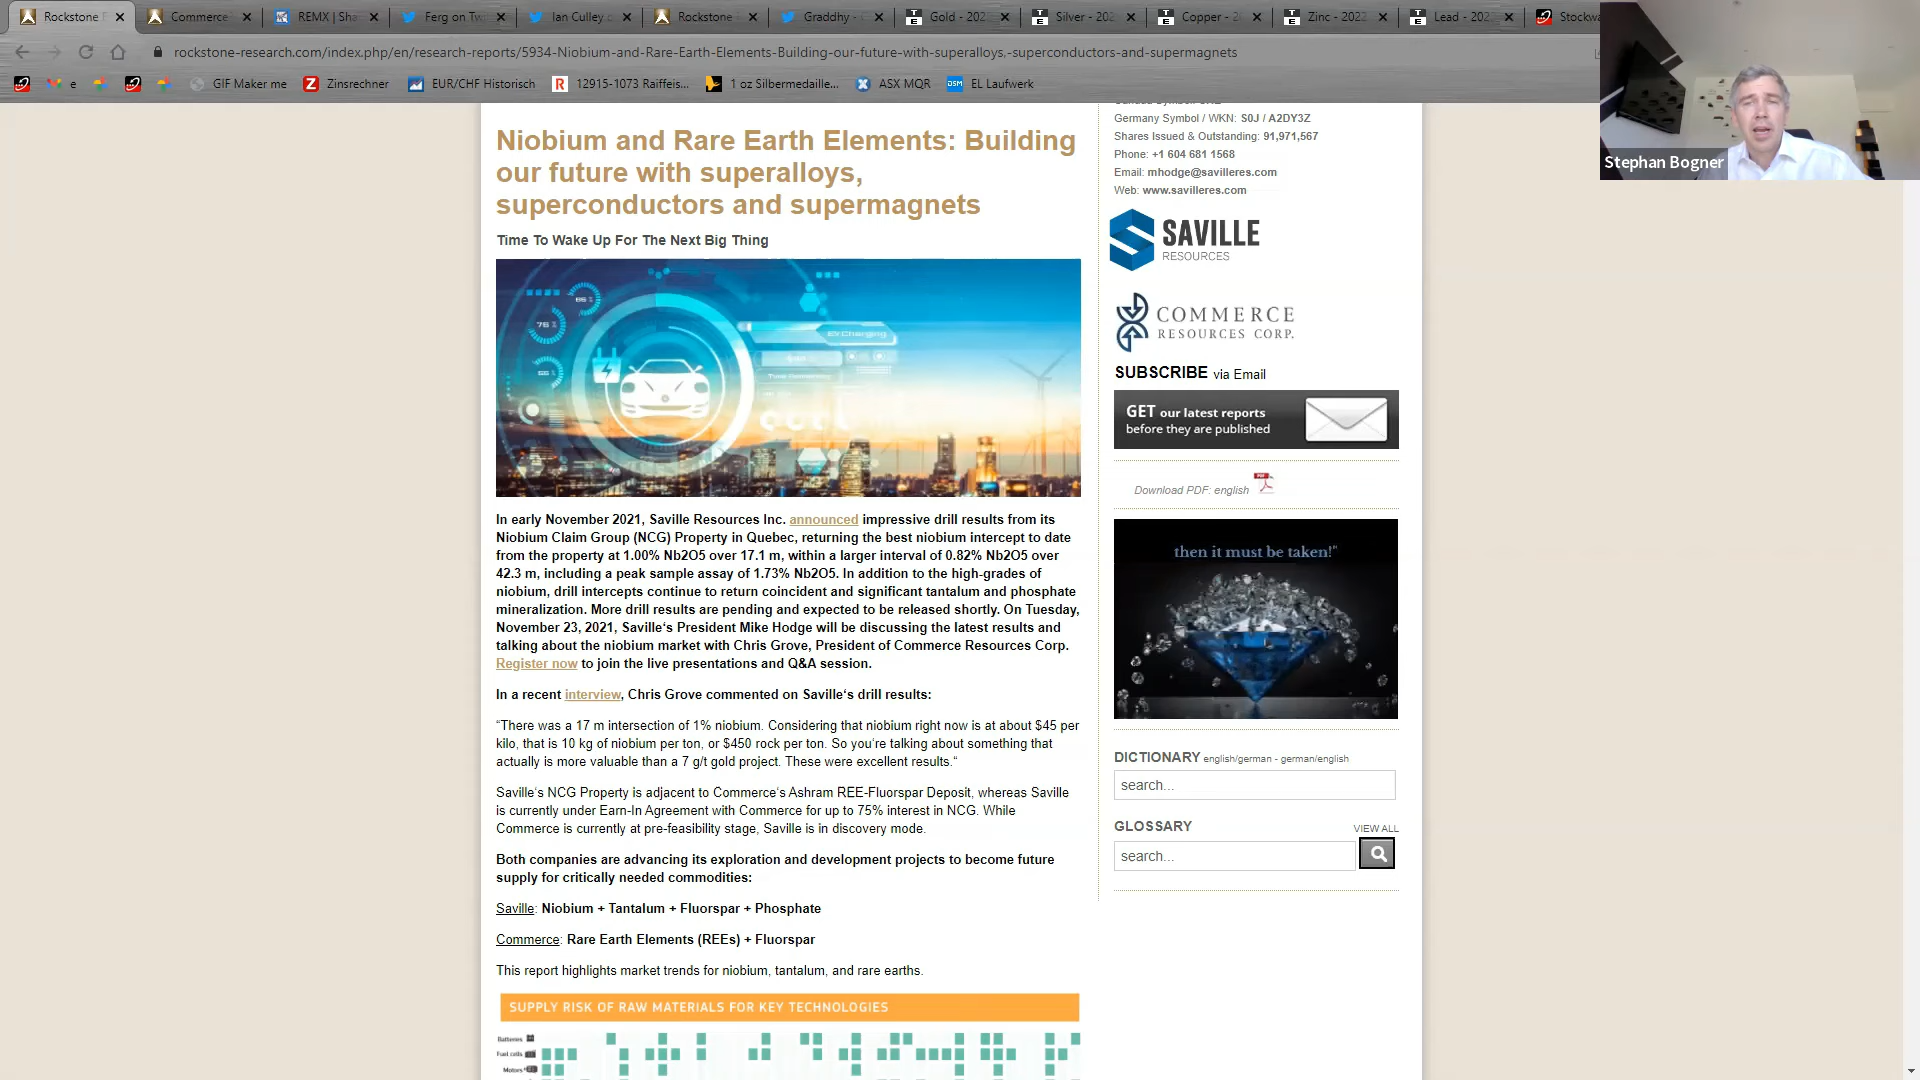 Rockstone
Commerce
REMX | Sha
Ferg on Tw
Ian Culley
Rockstone
Graddhy -
Gold - 202
Silver - 202
Copper - 2
Zinc - 202
Lead - 202
Stockwa
rockstone-research.com/index.php/en/research-reports/5934-Niobium-and-Rare-Earth-Elements-Building-our-future-with-superalloys,-superconductors-and-supermagnets
e
GIF Maker me
Zinsrechner
EUR/CHF Historisch
12915-1073 Raiffeis...
1 oz Silbermedaille...
ASX MQR
EL Laufwerk
Stephan Bogner
Niobium and Rare Earth Elements: Building
our future with superalloys,
superconductors and supermagnets
Time To Wake Up For The Next Big Thing
EV Charging
In early November 2021, Saville Resources Inc. announced impressive drill results from its
Niobium Claim Group (NCG) Property in Quebec, returning the best niobium intercept to date
from the property at 1.00% Nb2O5 over 17.1 m, within a larger interval of 0.82% Nb2O5 over
42.3 m, including a peak sample assay of 1.73% Nb2O5. In addition to the high-grades of
niobium, drill intercepts continue to return coincident and significant tantalum and phosphate
mineralization. More drill results are pending and expected to be released shortly. On Tuesday,
November 23, 2021, Saville‘s President Mike Hodge will be discussing the latest results and
talking about the niobium market with Chris Grove, President of Commerce Resources Corp.
Register now to join the live presentations and Q&A session.
In a recent interview, Chris Grove commented on Saville‘s drill results:
“There was a 17 m intersection of 1% niobium. Considering that niobium right now is at about $45 per
kilo, that is 10 kg of niobium per ton, or $450 rock per ton. So you‘re talking about something that
actually is more valuable than a 7 g/t gold project. These were excellent results.“
Saville‘s NCG Property is adjacent to Commerce‘s Ashram REE-Fluorspar Deposit, whereas Saville
is currently under Earn-In Agreement with Commerce for up to 75% interest in NCG. While
Commerce is currently at pre-feasibility stage, Saville is in discovery mode.
Both companies are advancing its exploration and development projects to become future
supply for critically needed commodities:
Saville: Niobium + Tantalum + Fluorspar + Phosphate
Commerce: Rare Earth Elements (REEs) + Fluorspar
This report highlights market trends for niobium, tantalum, and rare earths.
SUPPLY RISK OF RAW MATERIALS FOR KEY TECHNOLOGIES
Batteries
Fuel cells
Motors
Germany Symbol / WKN: S0J / A2DY3Z
Shares Issued & Outstanding: 91,971,567
Phone: +1 604 681 1568
Email: mhodge@savilleres.com
Web: www.savilleres.com
SAVILLE
RESOURCES
COMMERCE
RESOURCES CORP.
SUBSCRIBE via Email
GET our latest reports
before they are published
Download PDF: english
then it must be taken!"
DICTIONARY english/german - german/english
search...
GLOSSARY
VIEW ALL
search...